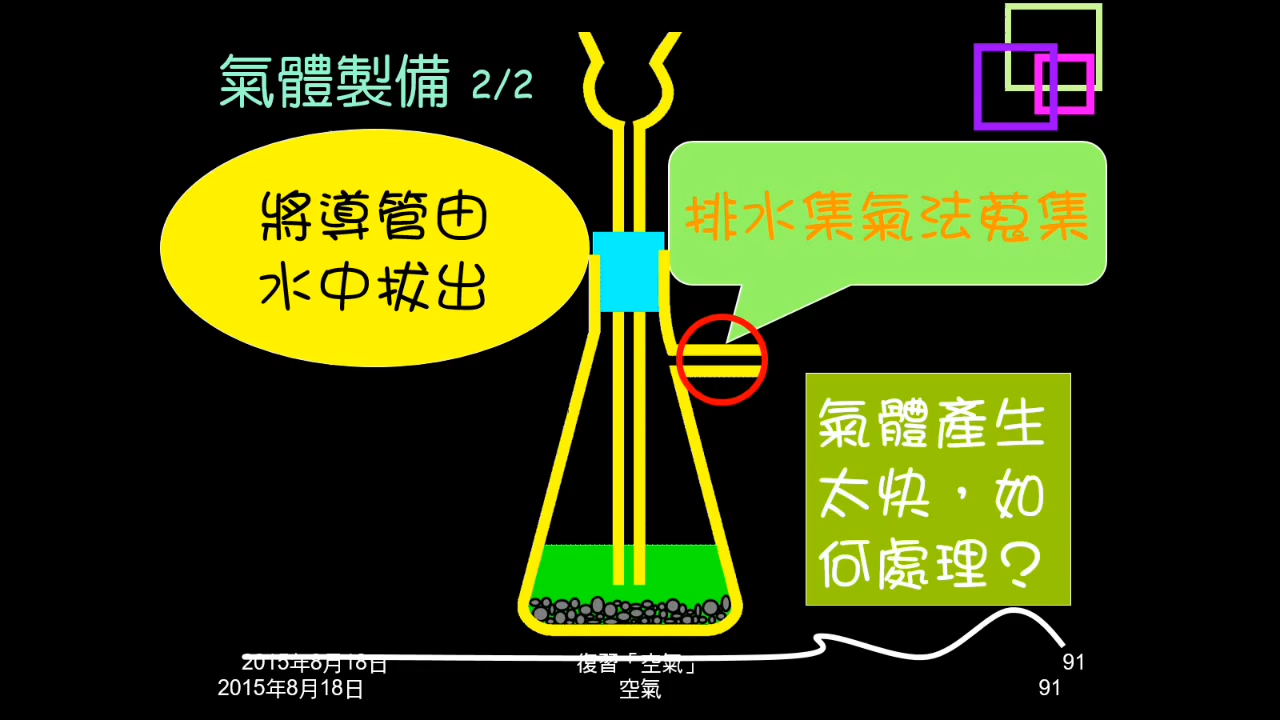 氣體製備 2/2
將導管由
水中拔出
排水集氣法蒐集
氣體產生
太快，如
何處理？
2015年8月18日
復習「空氣」
91
2015年8月18日
空氣
91